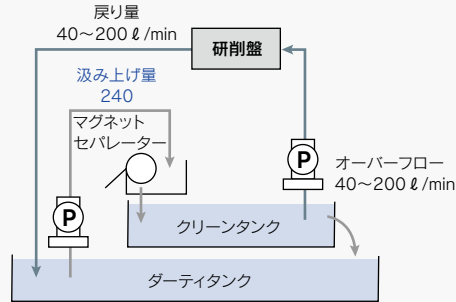 戻り量
40～200ℓ/min
研削盤
汲み上げ量
240
マグネット
セパレーター
P
P
オーバーフロー
40～200ℓ/min
クリーンタンク
ダーティタンク